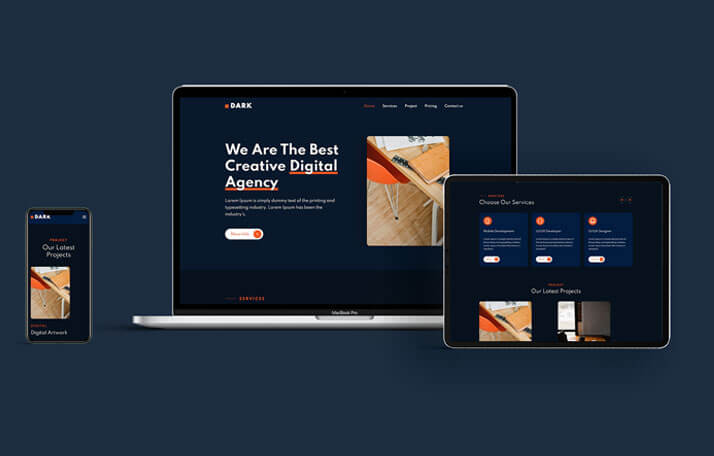 DARK
Home Services Project Pricing Contact us
We Are The Best
Creative Digital
Agency
Lorem Ipsum is simply dummy text of the printing and
typesetting industry. Lorem Ipsum has been the
industry's.
SERVICES
MacBook Pro
DARK
PROJECT
Our Latest
Projects
DIGITAL
Digital Artwork
SERVICES
Choose Our Services
Mobile Development
UI/UX Developer
UI/UX Designer
PROJECT
Our Latest Projects